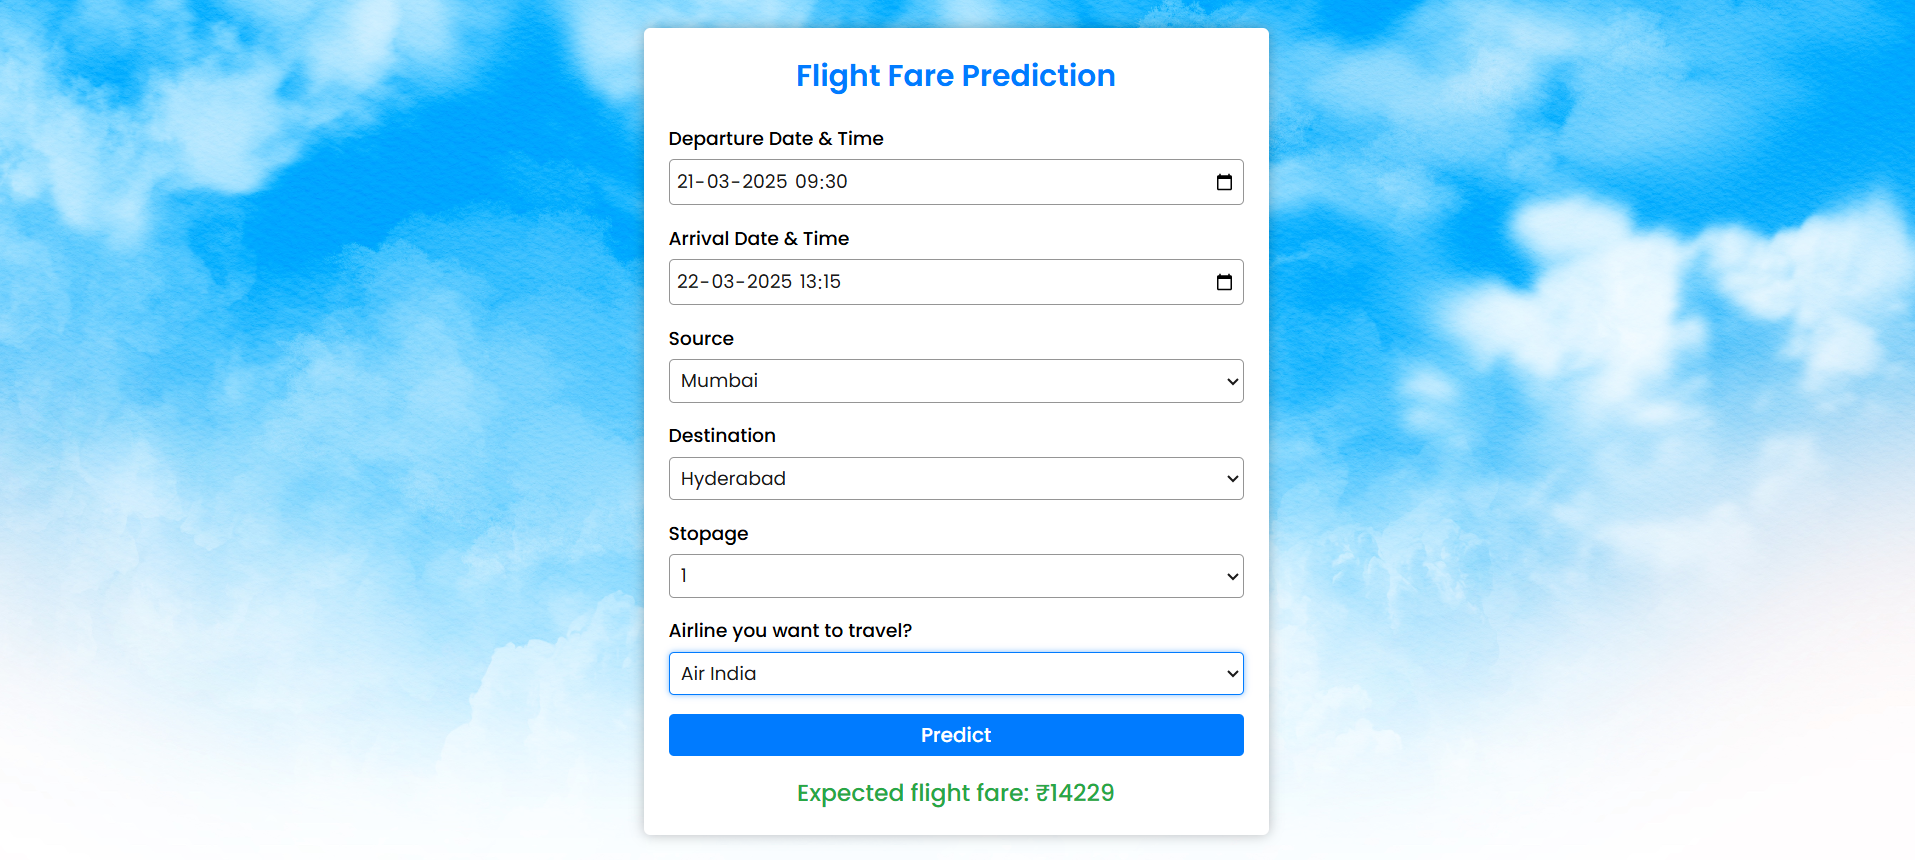 Flight Fare Prediction
Departure Date & Time
21-03-2025 09:30
Arrival Date & Time
22-03-2025 13:15
Source
Mumbai
Destination
Hyderabad
Stopage
1
Airline you want to travel?
Air India
Predict
Expected flight fare: ₹14229